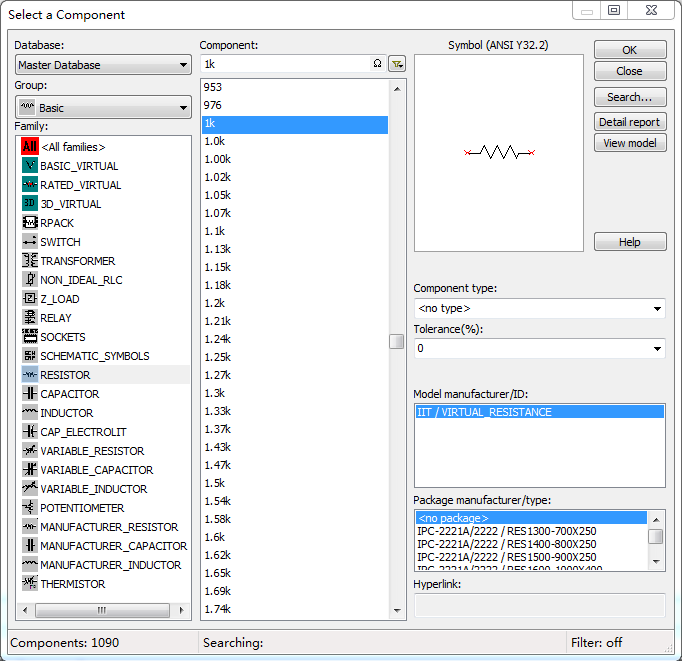 Select a Component
Database:
Master Database
Group:
Basic
Family:
All <All families>
BASIC_VIRTUAL
RATED_VIRTUAL
3D 3D_VIRTUAL
RPACK
SWITCH
TRANSFORMER
NON_IDEAL_RLC
Z_LOAD
RELAY
SOCKETS
SCHEMATIC_SYMBOLS
RESISTOR
CAPACITOR
INDUCTOR
CAP_ELECTROLIT
VARIABLE_RESISTOR
VARIABLE_CAPACITOR
VARIABLE_INDUCTOR
POTENTIOMETER
MANUFACTURER_RESISTOR
MANUFACTURER_CAPACITOR
MANUFACTURER_INDUCTOR
THERMISTOR
Component:
1k Ω
953
976
1k
1.0k
1.00k
1.02k
1.05k
1.07k
1.1k
1.13k
1.15k
1.18k
1.2k
1.21k
1.24k
1.25k
1.27k
1.3k
1.33k
1.37k
1.43k
1.47k
1.5k
1.54k
1.58k
1.6k
1.62k
1.65k
1.69k
1.74k
Symbol (ANSI Y32.2)
OK
Close
Search...
Detail report
View model
Help
Component type:
<no type>
Tolerance(%):
0
Model manufacturer/ID:
IIT / VIRTUAL_RESISTANCE
Package manufacturer/type:
<no package>
IPC-2221A/2222 / RES1300-700X250
IPC-2221A/2222 / RES1400-800X250
IPC-2221A/2222 / RES1500-900X250
IPC-2221A/2222 / RES1600-1000X400
Hyperlink:
Components: 1090
Searching:
Filter: off